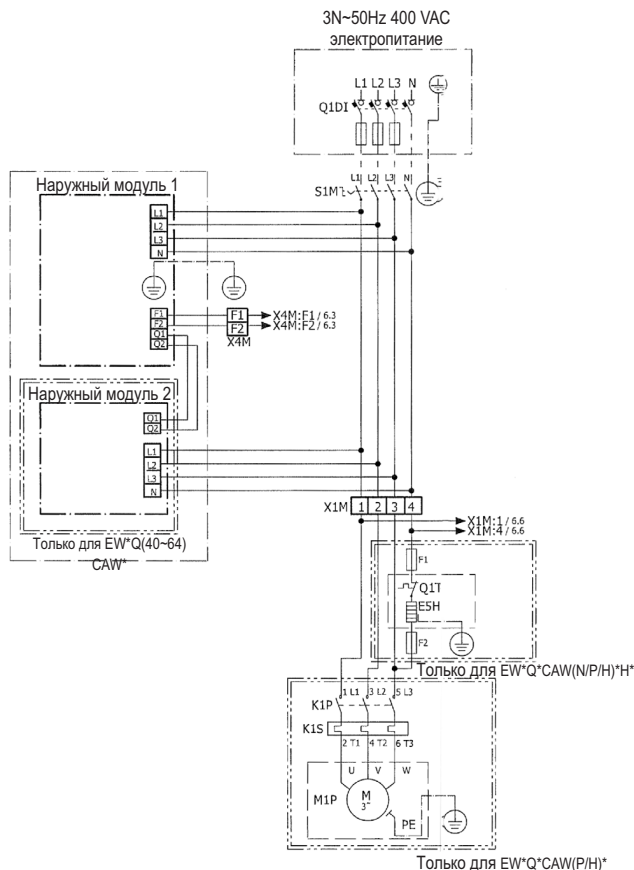 3N~50Hz 400 VAC
электропитание
L1 L2 L3 N
Q1DI
L1 L2 L3 N
S1M
Наружный модуль 1
L1
L2
L3
N
F1
F2
Q1
Q2
F1 X4M:F1 / 6.3
F2 X4M:F2 / 6.3
X4M
Наружный модуль 2
Q1
Q2
L1
L2
L3
N
Только для EW*Q(40~64)
CAW*
X1M 1 2 3 4
X1M:1 / 6.6
X1M:4 / 6.6
F1
Q1T
E5H
F2
Только для EW*Q*CAW(N/P/H)*H*
1 L1 3 L2 5 L3
K1P
K1S
2 T1 4 T2 6 T3
U V W
M1P
M
3~
PE
Только для EW*Q*CAW(P/H)*